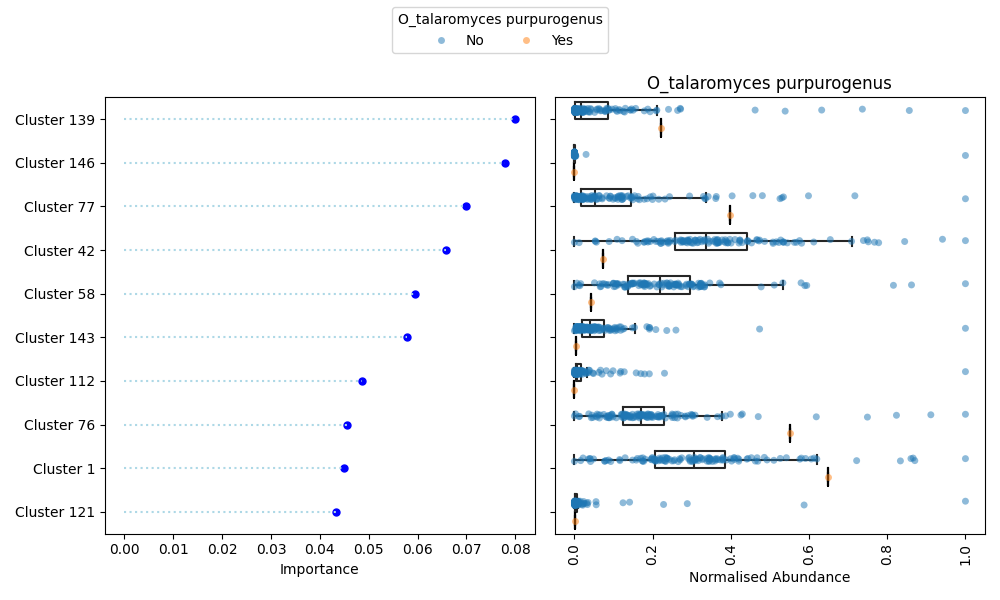 O_talaromyces purpurogenus
No Yes
O_talaromyces purpurogenus
Cluster 139
Cluster 146
Cluster 77
Cluster 42
Cluster 58
Cluster 143
Cluster 112
Cluster 76
Cluster 1
Cluster 121
0.00 0.01 0.02 0.03 0.04 0.05 0.06 0.07 0.08
Importance
0.0 0.2 0.4 0.6 0.8 1.0
Normalised Abundance